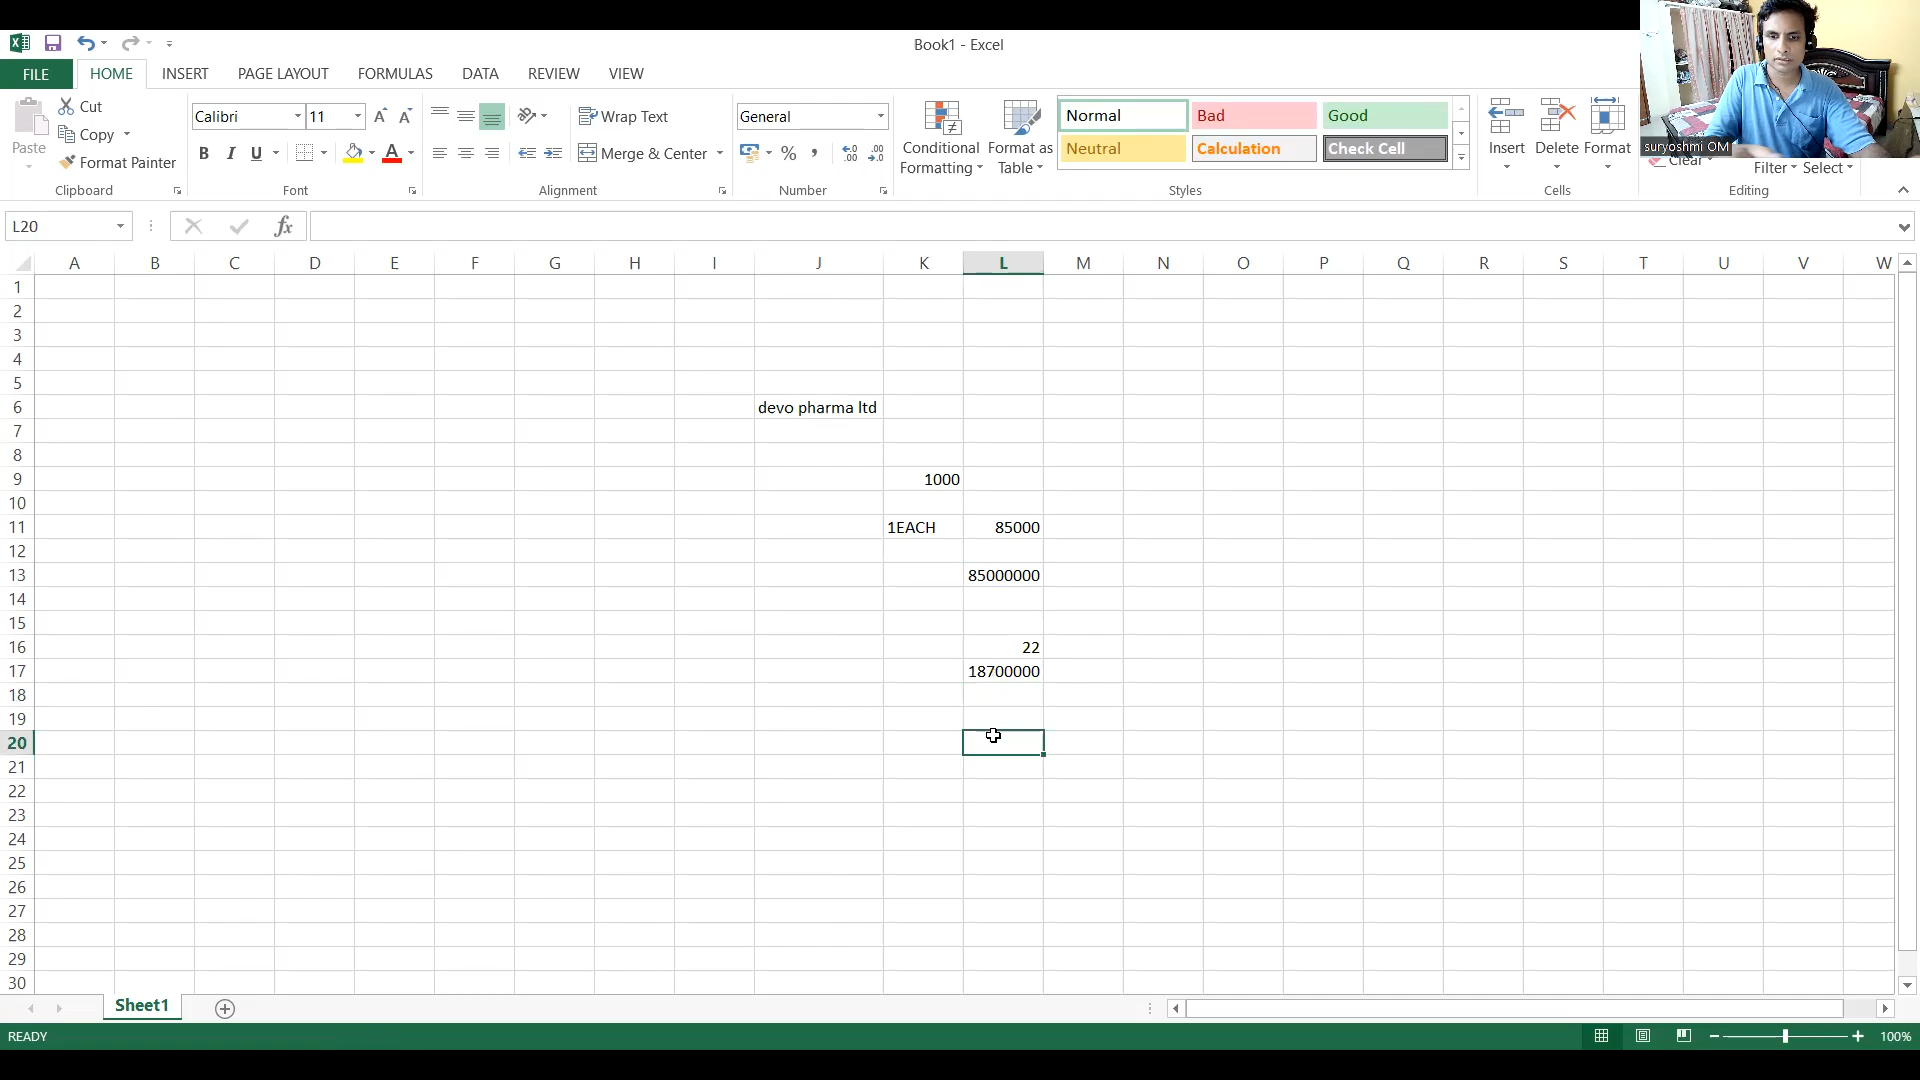 Book1 - Excel
FILE HOME INSERT PAGE LAYOUT FORMULAS DATA REVIEW VIEW
Paste
Cut
Copy
Format Painter
Clipboard
Calibri 11
B I U
Font
Wrap Text
Merge & Center
Alignment
General
%
Number
Conditional Formatting
Format as Table
Normal Bad Good
Neutral Calculation Check Cell
Styles
Insert Delete Format
Cells
Clear
Filter Select
Editing
suryoshmi OM
L20
fx
A B C D E F G H I J K L M N O P Q R S T U V W
1
2
3
4
5
6 devo pharma ltd
7
8
9 1000
10
11 1EACH 85000
12
13 85000000
14
15
16 22
17 18700000
18
19
20
21
22
23
24
25
26
27
28
29
30
Sheet1
READY
100%